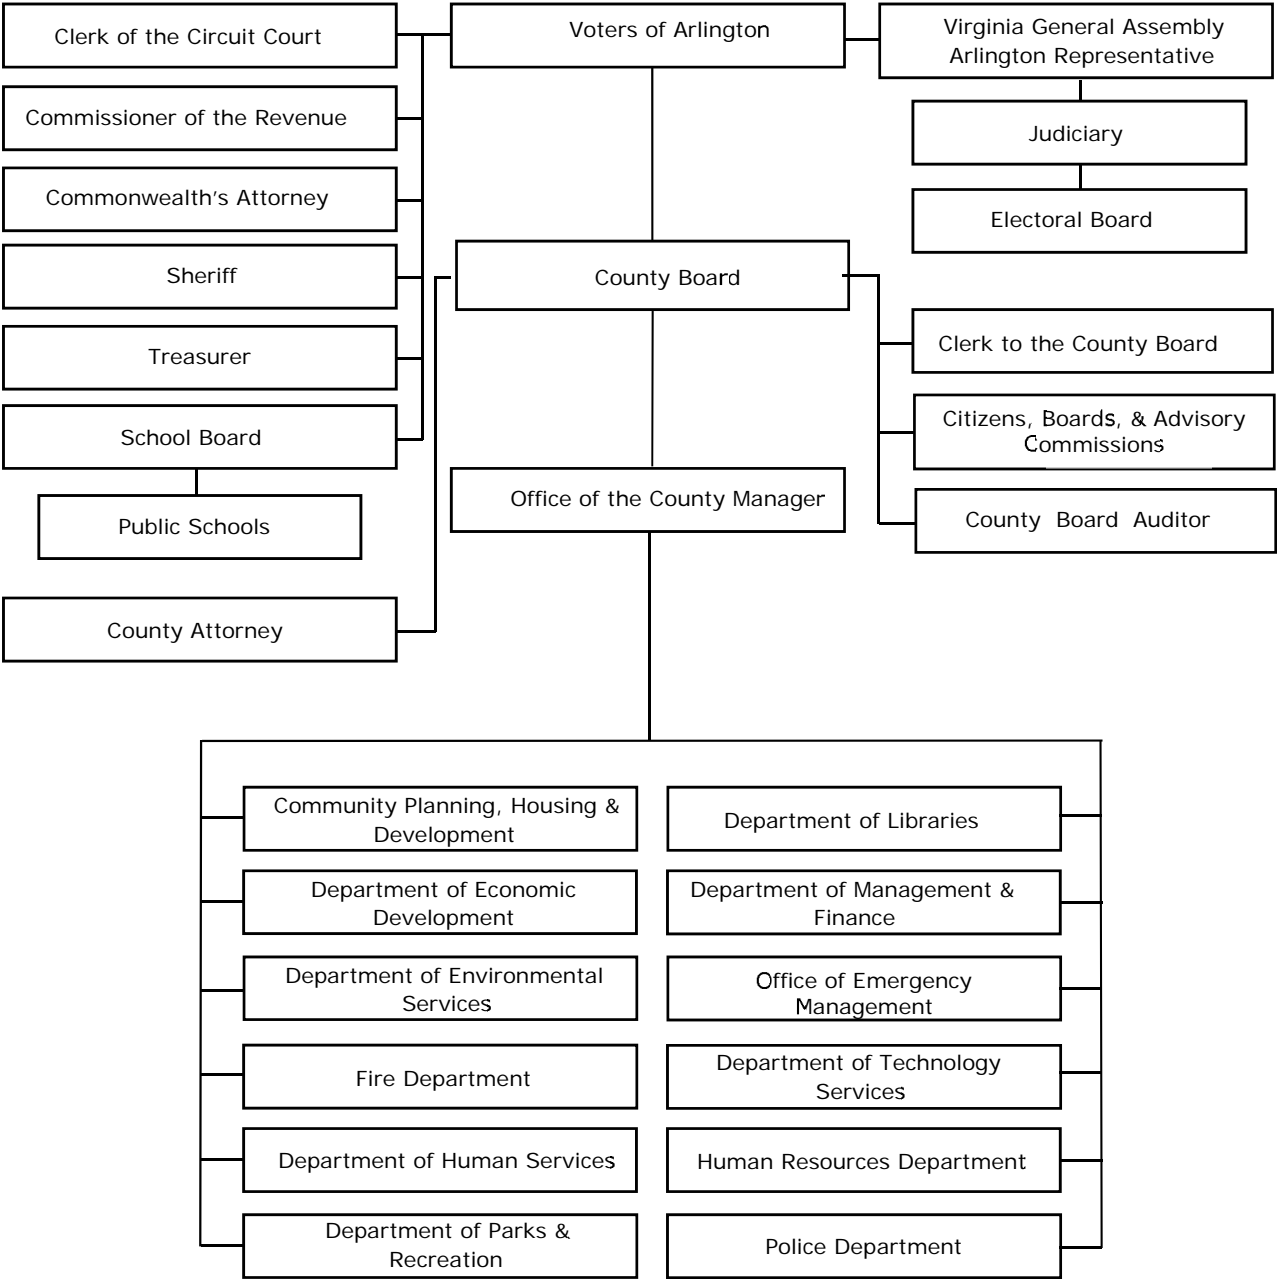 Clerk of the Circuit Court
Voters of Arlington
Virginia General Assembly
Arlington Representative
Commissioner of the Revenue
Judiciary
Commonwealth's Attorney
Electoral Board
Sheriff
County Board
Treasurer
Clerk to the County Board
School Board
Citizens, Boards, & Advisory
Commissions
Public Schools
Office of the County Manager
County Board Auditor
County Attorney
Community Planning, Housing &
Development
Department of Libraries
Department of Economic
Development
Department of Management &
Finance
Department of Environmental
Services
Office of Emergency
Management
Fire Department
Department of Technology
Services
Department of Human Services
Human Resources Department
Department of Parks &
Recreation
Police Department